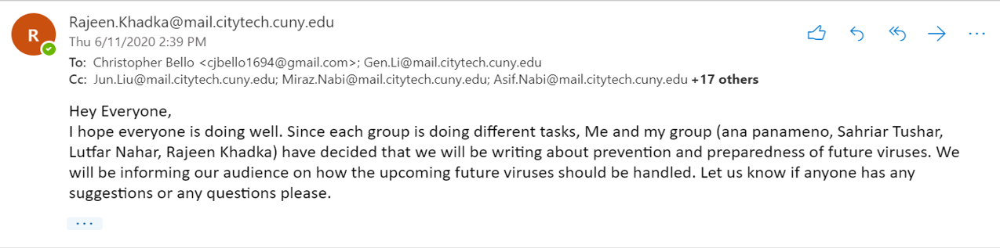 R
Rajeen.Khadka@mail.citytech.cuny.edu
Thu 6/11/2020 2:39 PM
To: Christopher Bello <cjbello1694@gmail.com>; Gen.Li@mail.citytech.cuny.edu
Cc: Jun.Liu@mail.citytech.cuny.edu; Miraz.Nabi@mail.citytech.cuny.edu; Asif.Nabi@mail.citytech.cuny.edu +17 others
Hey Everyone,
I hope everyone is doing well. Since each group is doing different tasks, Me and my group (ana panameno, Sahriar Tushar,
Lutfar Nahar, Rajeen Khadka) have decided that we will be writing about prevention and preparedness of future viruses. We
will be informing our audience on how the upcoming future viruses should be handled. Let us know if anyone has any
suggestions or any questions please.